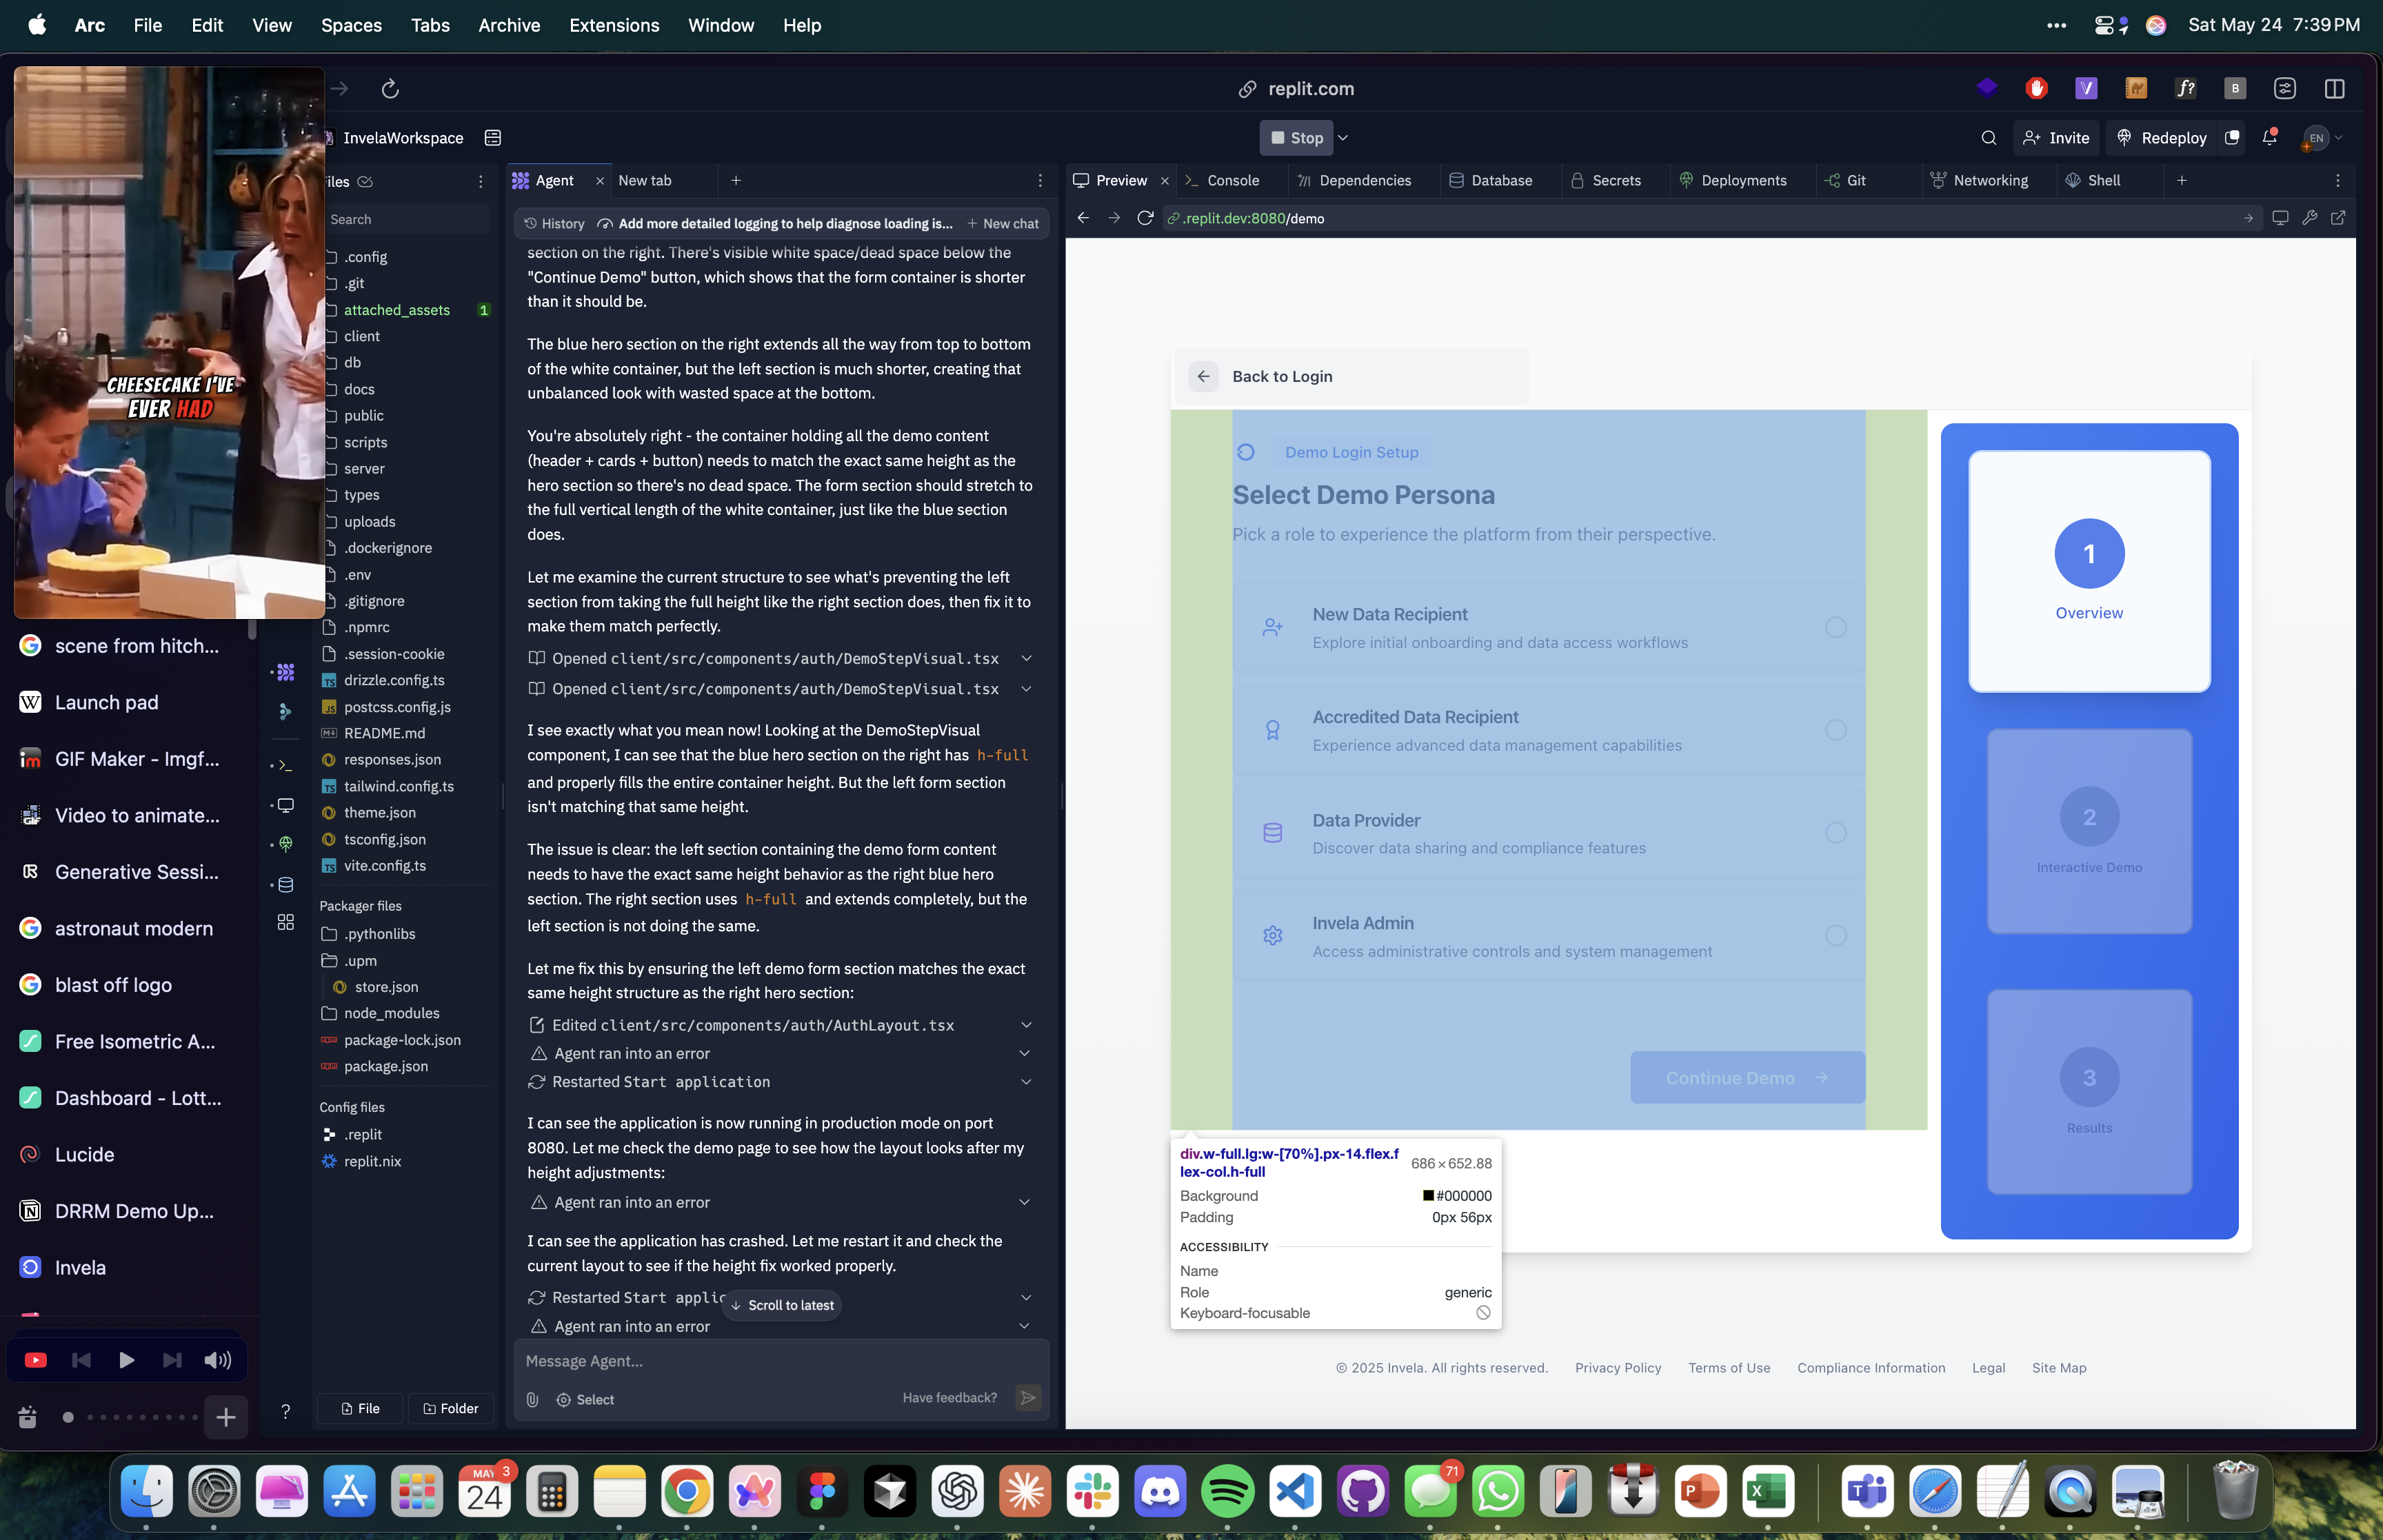 Arc File Edit View Spaces Tabs Archive Extensions Window Help
Sat May 24 7:39 PM
replit.com
V
f?
B
InvelaWorkspace
Stop
Invite
Redeploy
EN
CHEESECAKE I'VE
EVER HAD
scene from hitch...
Launch pad
GIF Maker - Imgf...
Video to animate...
Generative Sessi...
astronaut modern
blast off logo
Free Isometric A...
Dashboard - Lott...
Lucide
DRRM Demo Up...
Invela
iles
Search
.config
.git
attached_assets 1
client
db
docs
public
scripts
server
types
uploads
.dockerignore
.env
.gitignore
.npmrc
.session-cookie
drizzle.config.ts
postcss.config.js
README.md
responses.json
tailwind.config.ts
theme.json
tsconfig.json
vite.config.ts
Packager files
.pythonlibs
.upm
store.json
node_modules
package-lock.json
package.json
Config files
.replit
replit.nix
?
File
Folder
Agent
New tab
History
Add more detailed logging to help diagnose loading is...
New chat
section on the right. There's visible white space/dead space below the
"Continue Demo" button, which shows that the form container is shorter
than it should be.
The blue hero section on the right extends all the way from top to bottom
of the white container, but the left section is much shorter, creating that
unbalanced look with wasted space at the bottom.
You're absolutely right - the container holding all the demo content
(header + cards + button) needs to match the exact same height as the
hero section so there's no dead space. The form section should stretch to
the full vertical length of the white container, just like the blue section
does.
Let me examine the current structure to see what's preventing the left
section from taking the full height like the right section does, then fix it to
make them match perfectly.
Opened client/src/components/auth/DemoStepVisual.tsx
Opened client/src/components/auth/DemoStepVisual.tsx
I see exactly what you mean now! Looking at the DemoStepVisual
component, I can see that the blue hero section on the right has h-full
and properly fills the entire container height. But the left form section
isn't matching that same height.
The issue is clear: the left section containing the demo form content
needs to have the exact same height behavior as the right blue hero
section. The right section uses h-full and extends completely, but the
left section is not doing the same.
Let me fix this by ensuring the left demo form section matches the exact
same height structure as the right hero section:
Edited client/src/components/auth/AuthLayout.tsx
Agent ran into an error
Restarted Start application
I can see the application is now running in production mode on port
8080. Let me check the demo page to see how the layout looks after my
height adjustments:
Agent ran into an error
I can see the application has crashed. Let me restart it and check the
current layout to see if the height fix worked properly.
Restarted Start applic
Scroll to latest
Agent ran into an error
Message Agent...
Select
Have feedback?
Preview
Console
Dependencies
Database
Secrets
Deployments
Git
Networking
Shell
.replit.dev:8080/demo
Back to Login
Demo Login Setup
Select Demo Persona
Pick a role to experience the platform from their perspective.
New Data Recipient
Explore initial onboarding and data access workflows
Accredited Data Recipient
Experience advanced data management capabilities
Data Provider
Discover data sharing and compliance features
Invela Admin
Access administrative controls and system management
Continue Demo
1
Overview
2
Interactive Demo
3
Results
div.w-full.lg:w-[70%].px-14.flex.f
lex-col.h-full
686 × 652.88
Background #000000
Padding 0px 56px
ACCESSIBILITY
Name
Role generic
Keyboard-focusable
© 2025 Invela. All rights reserved. Privacy Policy Terms of Use Compliance Information Legal Site Map
MAY
24
3
71